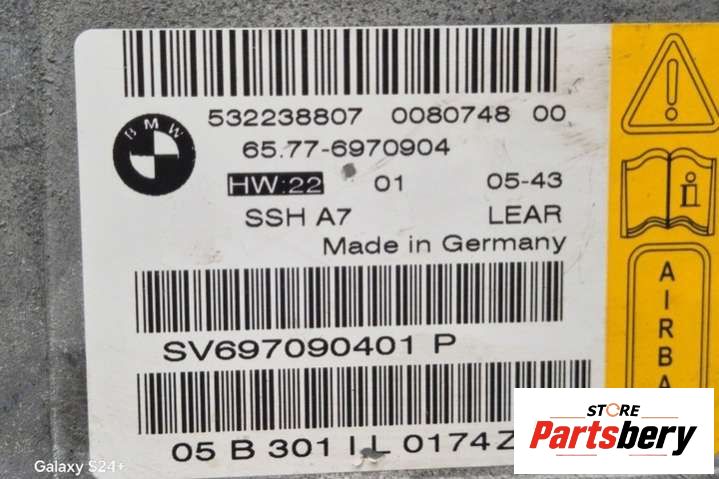 532238807 0080748 00
BMW
65.77-6970904
HW:22 01 05-43
SSH A7 LEAR
Made in Germany
SV697090401 P
05 B 301 I L 0174Z
AIRBA
STORE
Partsbery
Galaxy S24+